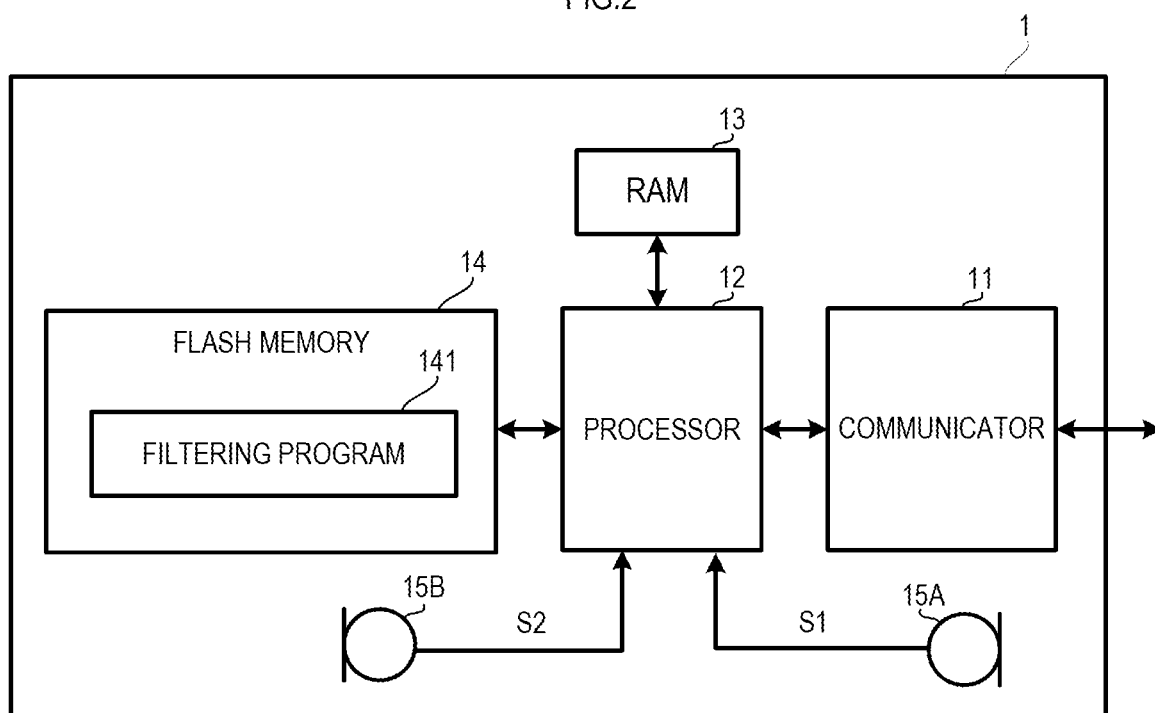 FIG.2
1
13
RAM
14
12
11
FLASH MEMORY
141
FILTERING PROGRAM
PROCESSOR
COMMUNICATOR
15B
S2
S1
15A